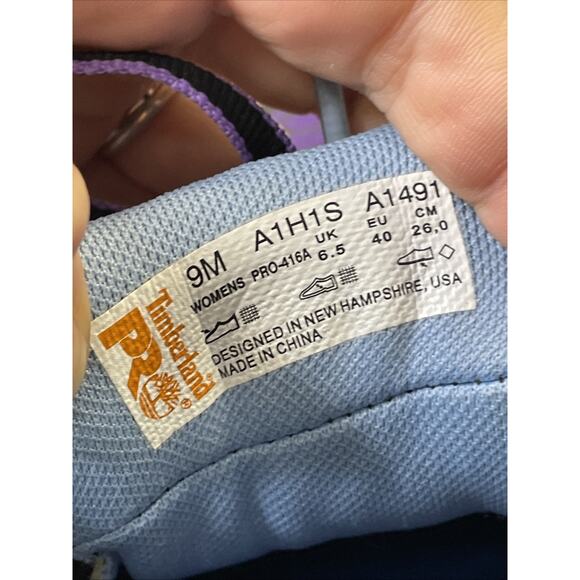 Timberland®
PRO
9M A1H1S A1491
WOMENS PRO-416A UK EU CM
6.5 40 26,0
DESIGNED IN NEW HAMPSHIRE, USA
MADE IN CHINA